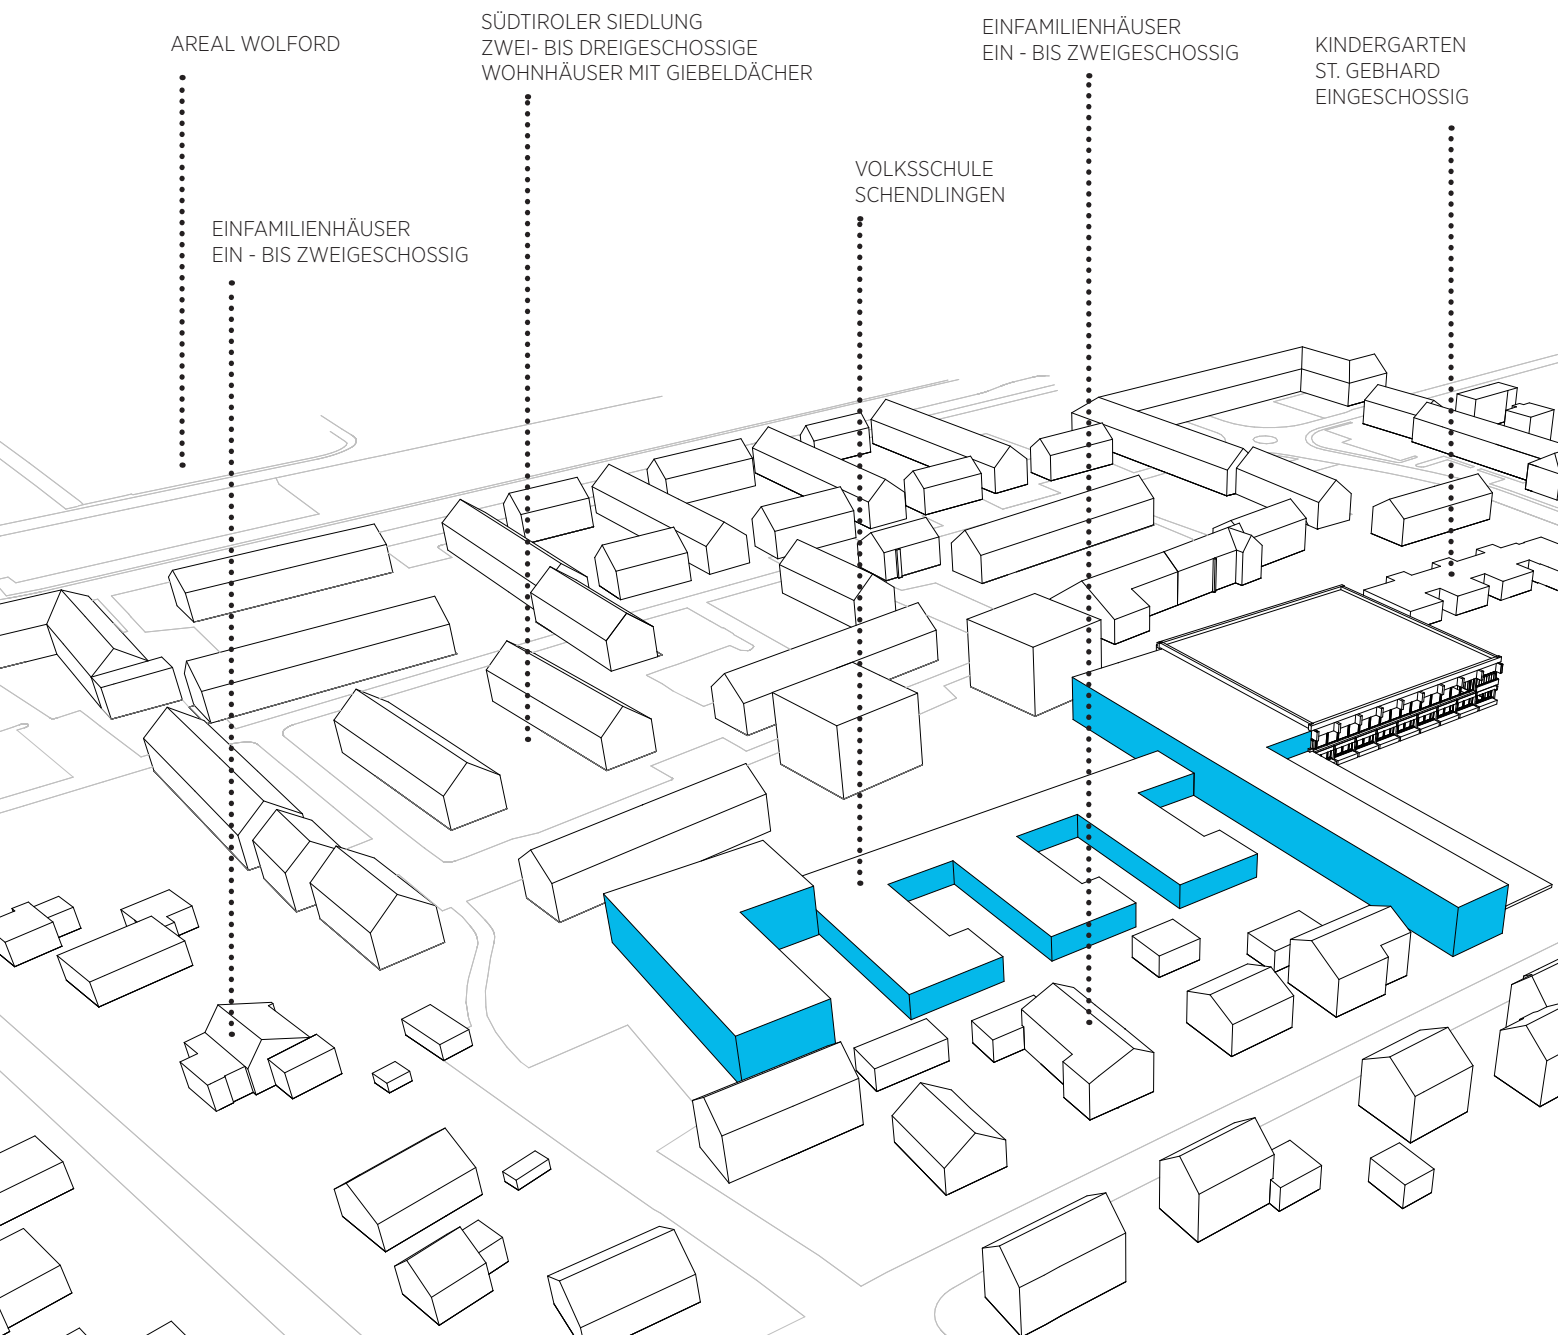 AREAL WOLFORD
SÜDTIROLER SIEDLUNG
ZWEI- BIS DREIGESCHOSSIGE
WOHNHÄUSER MIT GIEBELDÄCHER
EINFAMILIENHÄUSER
EIN - BIS ZWEIGESCHOSSIG
KINDERGARTEN
ST. GEBHARD
EINGESCHOSSIG
VOLKSSCHULE
SCHENDLINGEN
EINFAMILIENHÄUSER
EIN - BIS ZWEIGESCHOSSIG